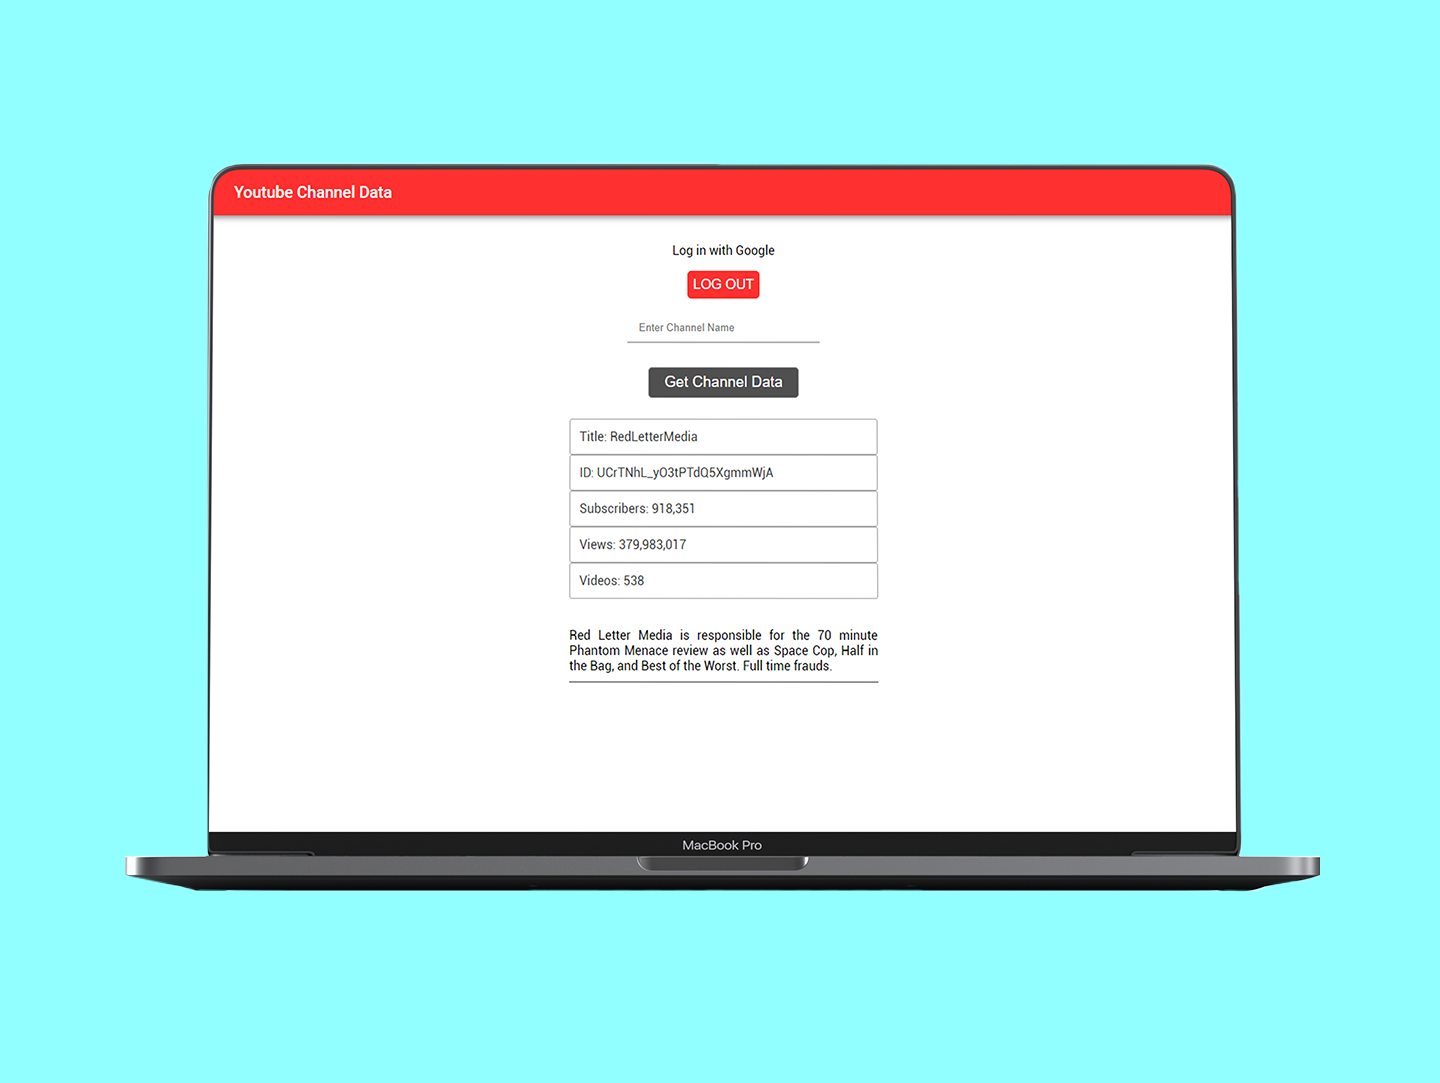 Youtube Channel Data
Log in with Google
LOG OUT
Enter Channel Name
Get Channel Data
Title: RedLetterMedia
ID: UCrTNhL_yO3tPTdQ5XgmmWjA
Subscribers: 918,351
Views: 379,983,017
Videos: 538
Red Letter Media is responsible for the 70 minute
Phantom Menace review as well as Space Cop, Half in
the Bag, and Best of the Worst. Full time frauds.
MacBook Pro